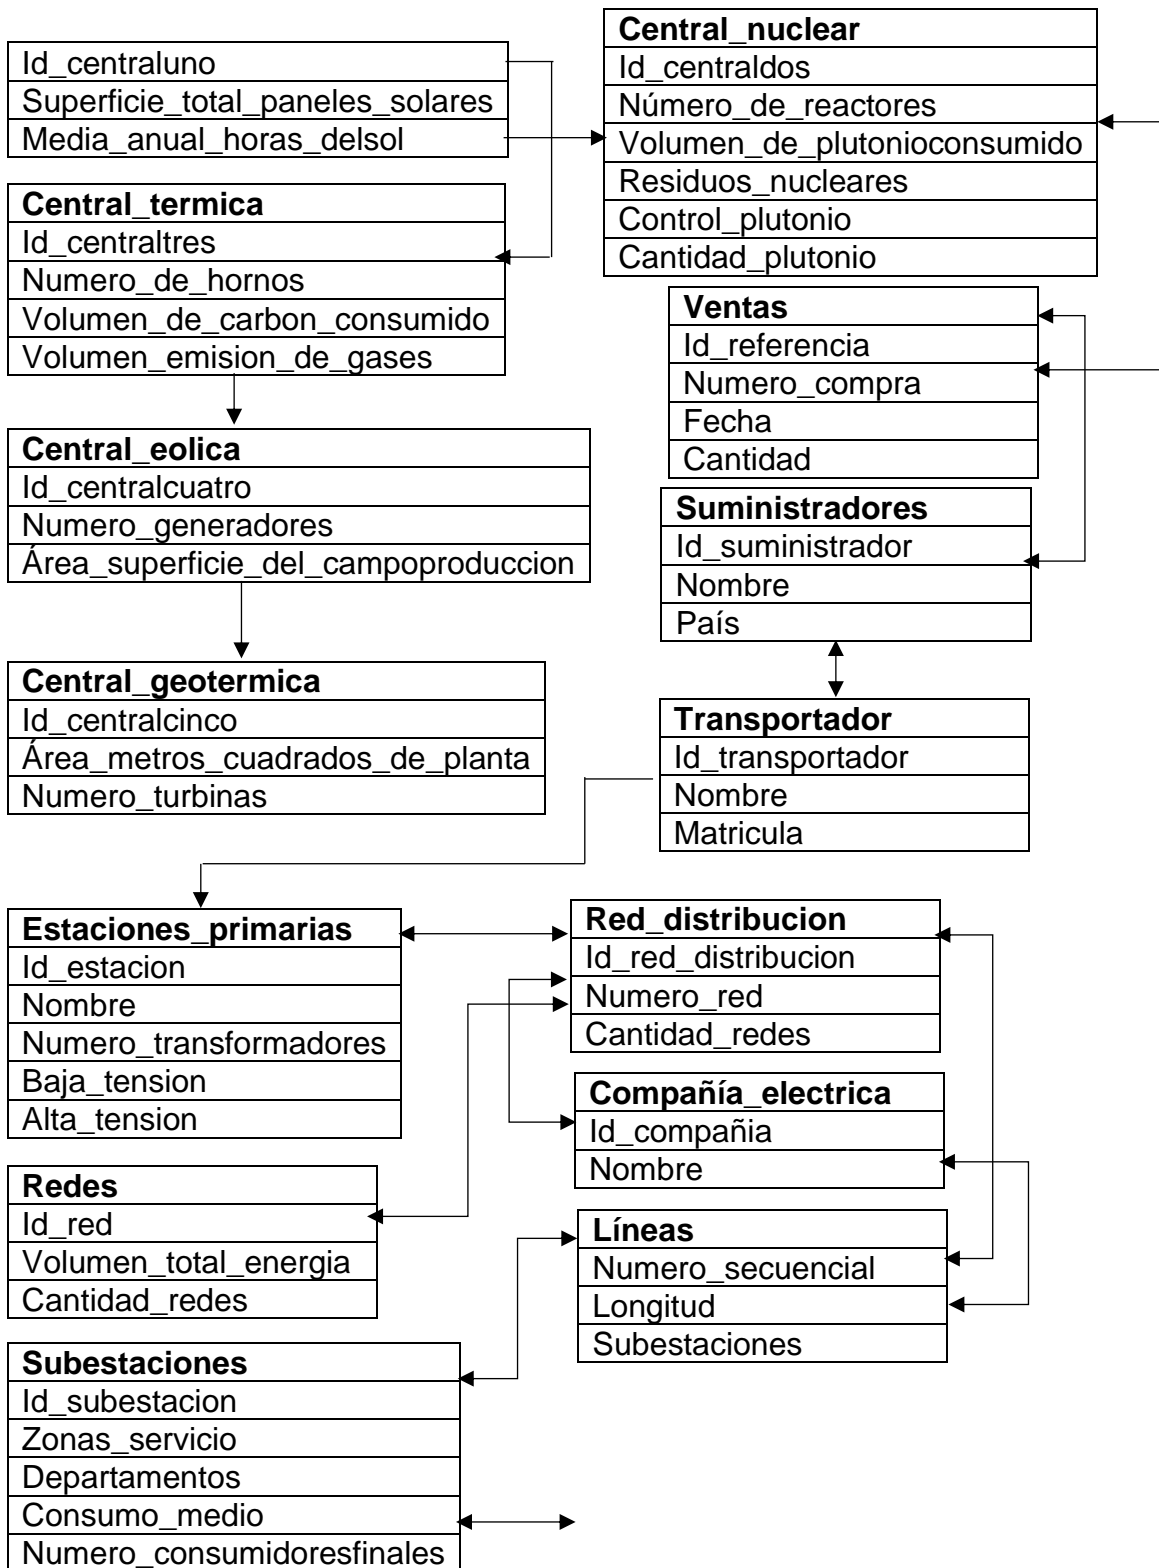 Id_centraluno
Superficie_total_paneles_solares
Media_anual_horas_delsol
Central_nuclear
Id_centraldos
Número_de_reactores
Volumen_de_plutonioconsumido
Residuos_nucleares
Control_plutonio
Cantidad_plutonio
Central_termica
Id_centraltres
Numero_de_hornos
Volumen_de_carbon_consumido
Volumen_emision_de_gases
Ventas
Id_referencia
Numero_compra
Fecha
Cantidad
Central_eolica
Id_centralcuatro
Numero_generadores
Área_superficie_del_campoproduccion
Suministradores
Id_suministrador
Nombre
País
Central_geotermica
Id_centralcinco
Área_metros_cuadrados_de_planta
Numero_turbinas
Transportador
Id_transportador
Nombre
Matricula
Estaciones_primarias
Id_estacion
Nombre
Numero_transformadores
Baja_tension
Alta_tension
Red_distribucion
Id_red_distribucion
Numero_red
Cantidad_redes
Compañía_electrica
Id_compañia
Nombre
Redes
Id_red
Volumen_total_energia
Cantidad_redes
Líneas
Numero_secuencial
Longitud
Subestaciones
Subestaciones
Id_subestacion
Zonas_servicio
Departamentos
Consumo_medio
Numero_consumidoresfinales